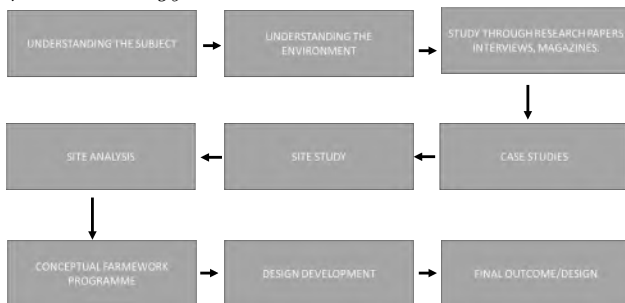 UNDERSTANDING THE SUBJECT
UNDERSTANDING THE
ENVIRONMENT
STUDY THROUGH RESEARCH PAPERS
INTERVIEWS, MAGAZINES
CASE STUDIES
SITE STUDY
SITE ANALYSIS
CONCEPTUAL FARMEWORK
PROGRAMME
DESIGN DEVELOPMENT
FINAL OUTCOME/DESIGN